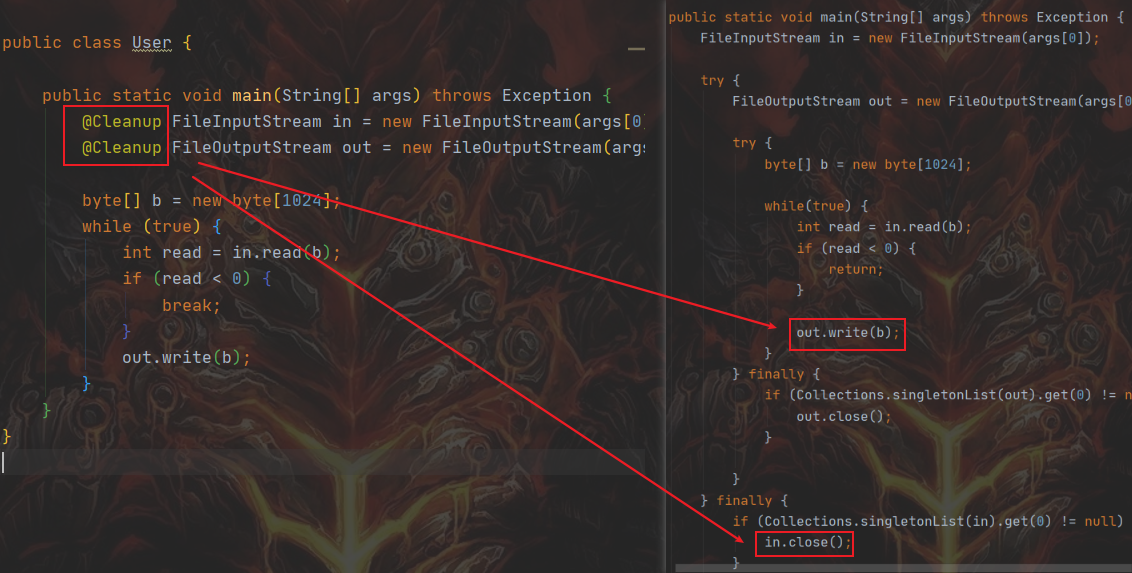 public class User {
public static void main(String[] args) throws Exception {
@Cleanup FileInputStream in = new FileInputStream(args[0]
@Cleanup FileOutputStream out = new FileOutputStream(args
byte[] b = new byte[1024];
while (true) {
int read = in.read(b);
if (read < 0) {
break;
}
out.write(b);
}
}
}
public static void main(String[] args) throws Exception {
FileInputStream in = new FileInputStream(args[0]);
try {
FileOutputStream out = new FileOutputStream(args[0
try {
byte[] b = new byte[1024];
while(true) {
int read = in.read(b);
if (read < 0) {
return;
}
out.write(b);
}
} finally {
if (Collections.singletonList(out).get(0) != n
out.close();
}
}
} finally {
if (Collections.singletonList(in).get(0) != null)
in.close();
}